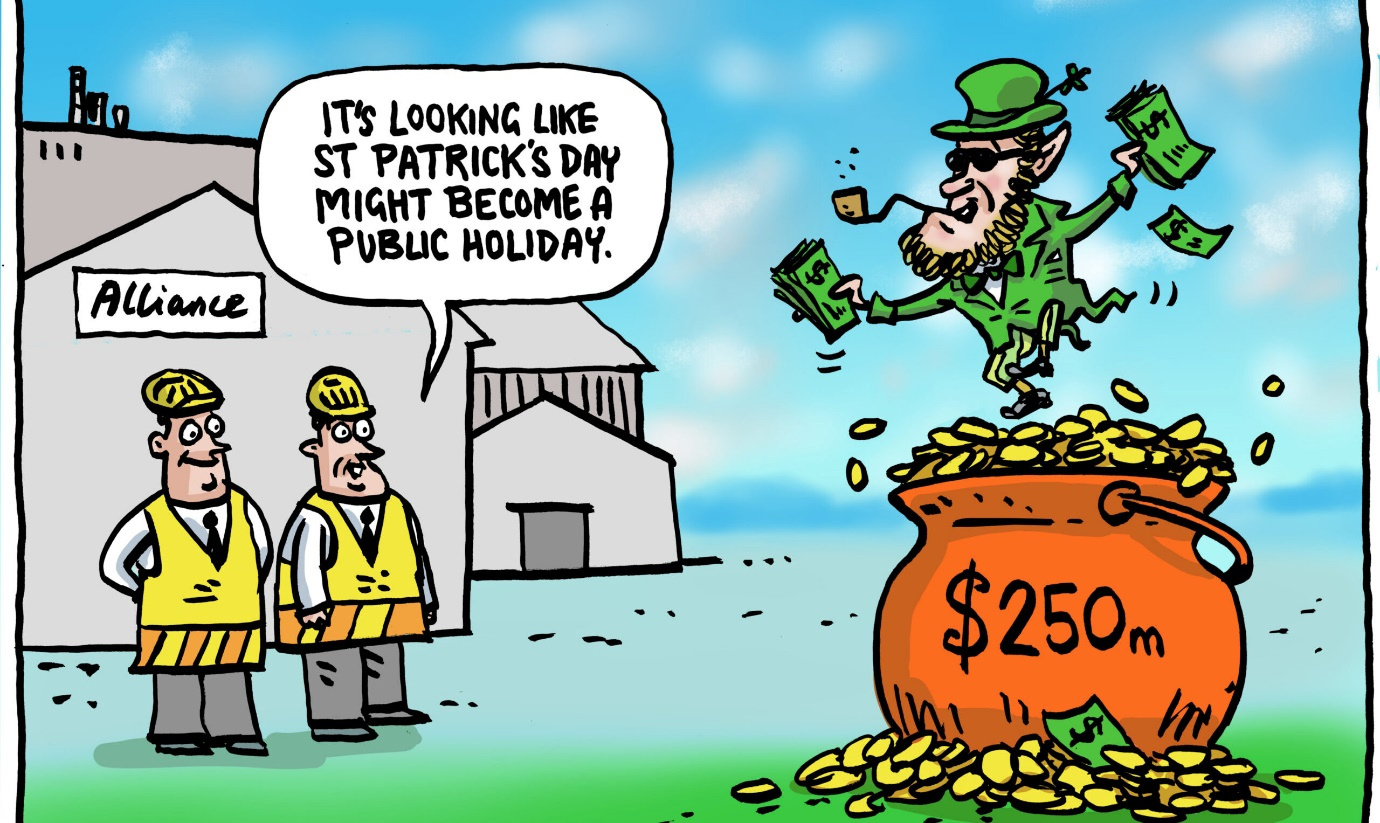 IT'S LOOKING LIKE
ST PATRICK'S DAY
MIGHT BECOME A
PUBLIC HOLIDAY.
Alliance
$250m